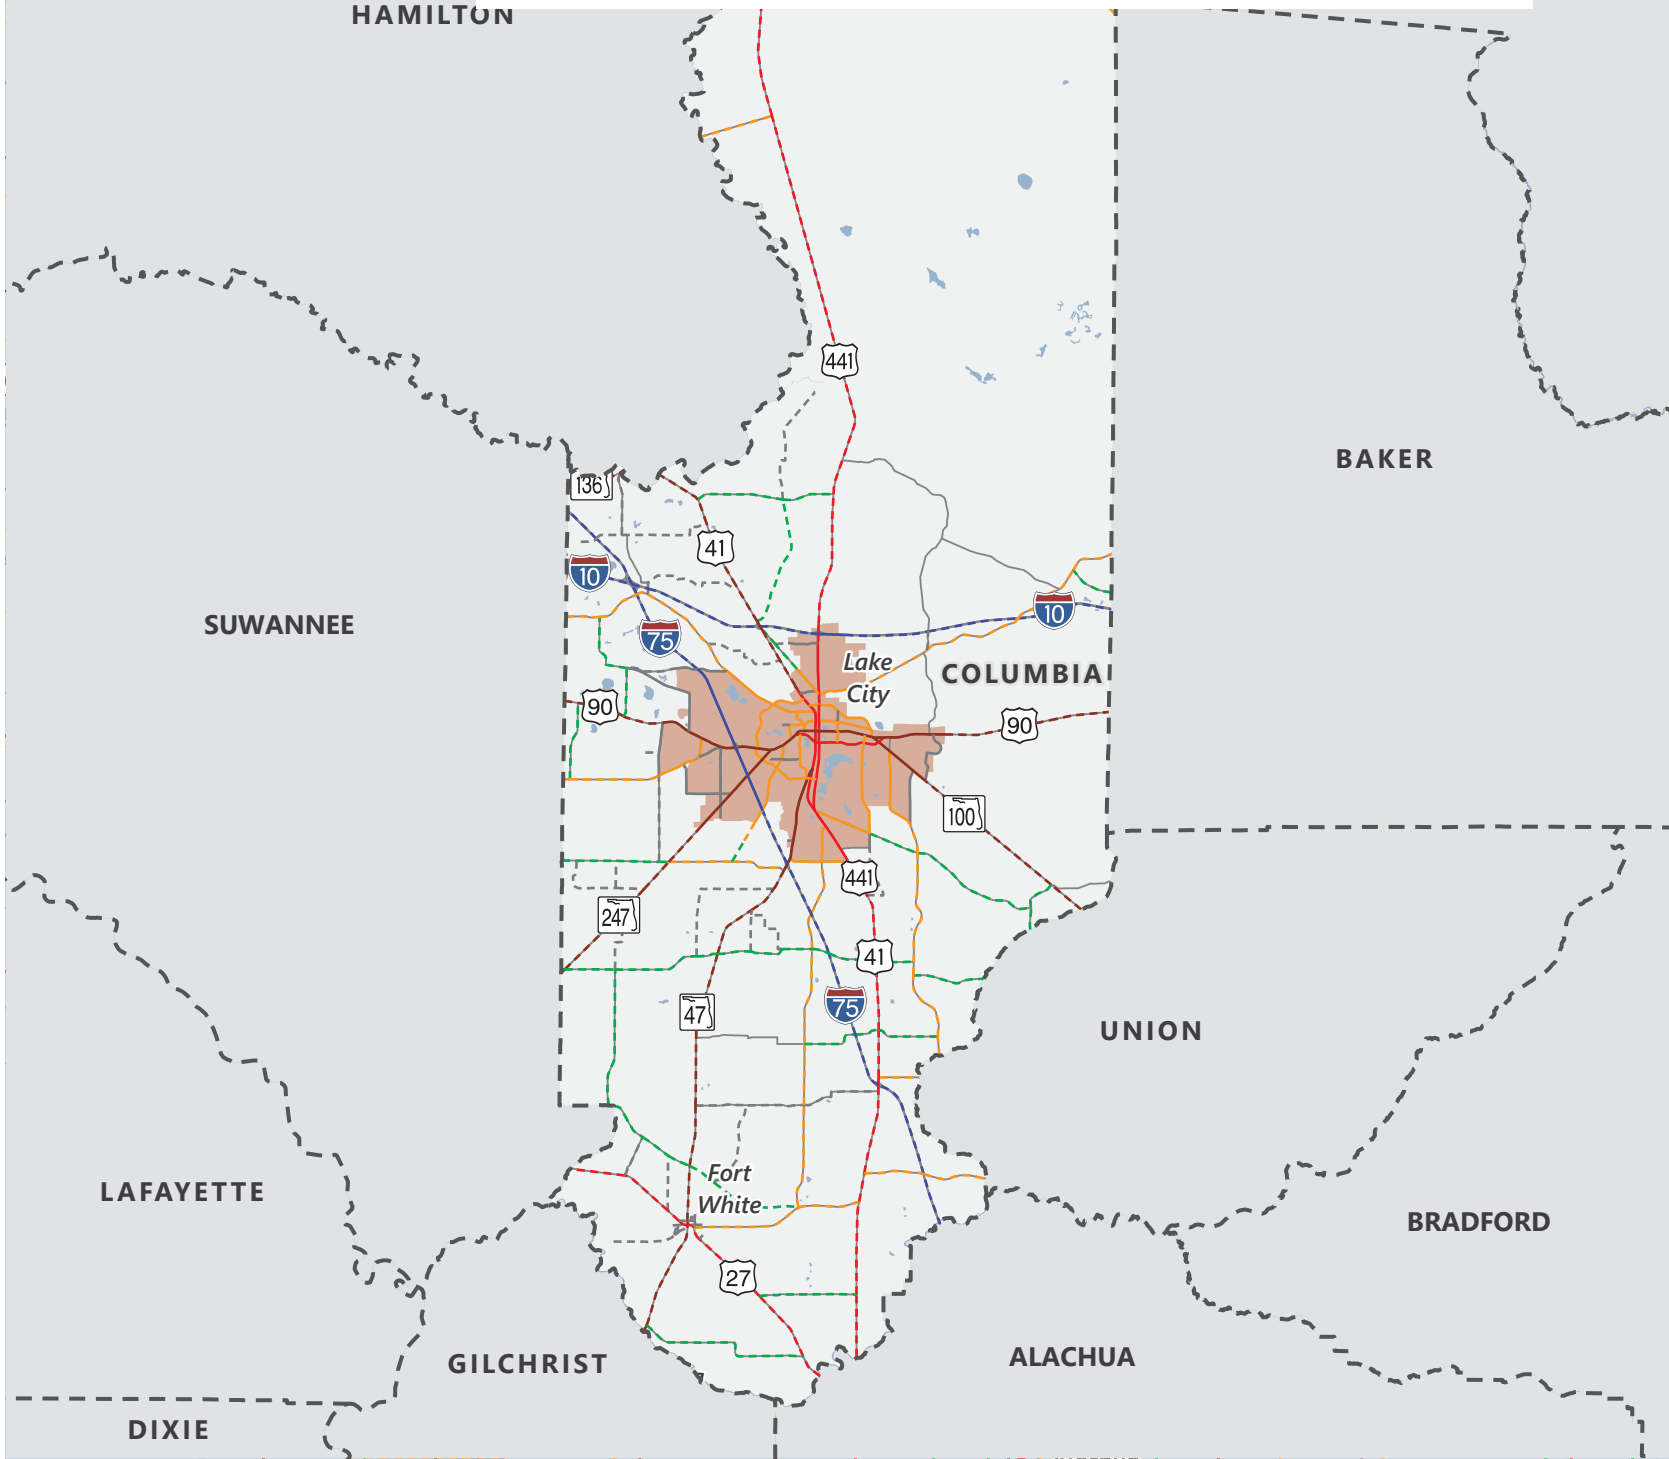 HAMILTON
441
BAKER
136
41
10
10
SUWANNEE
75
Lake
City
COLUMBIA
90
90
100
441
247
41
75
47
UNION
Fort
White
LAFAYETTE
BRADFORD
27
GILCHRIST
ALACHUA
DIXIE